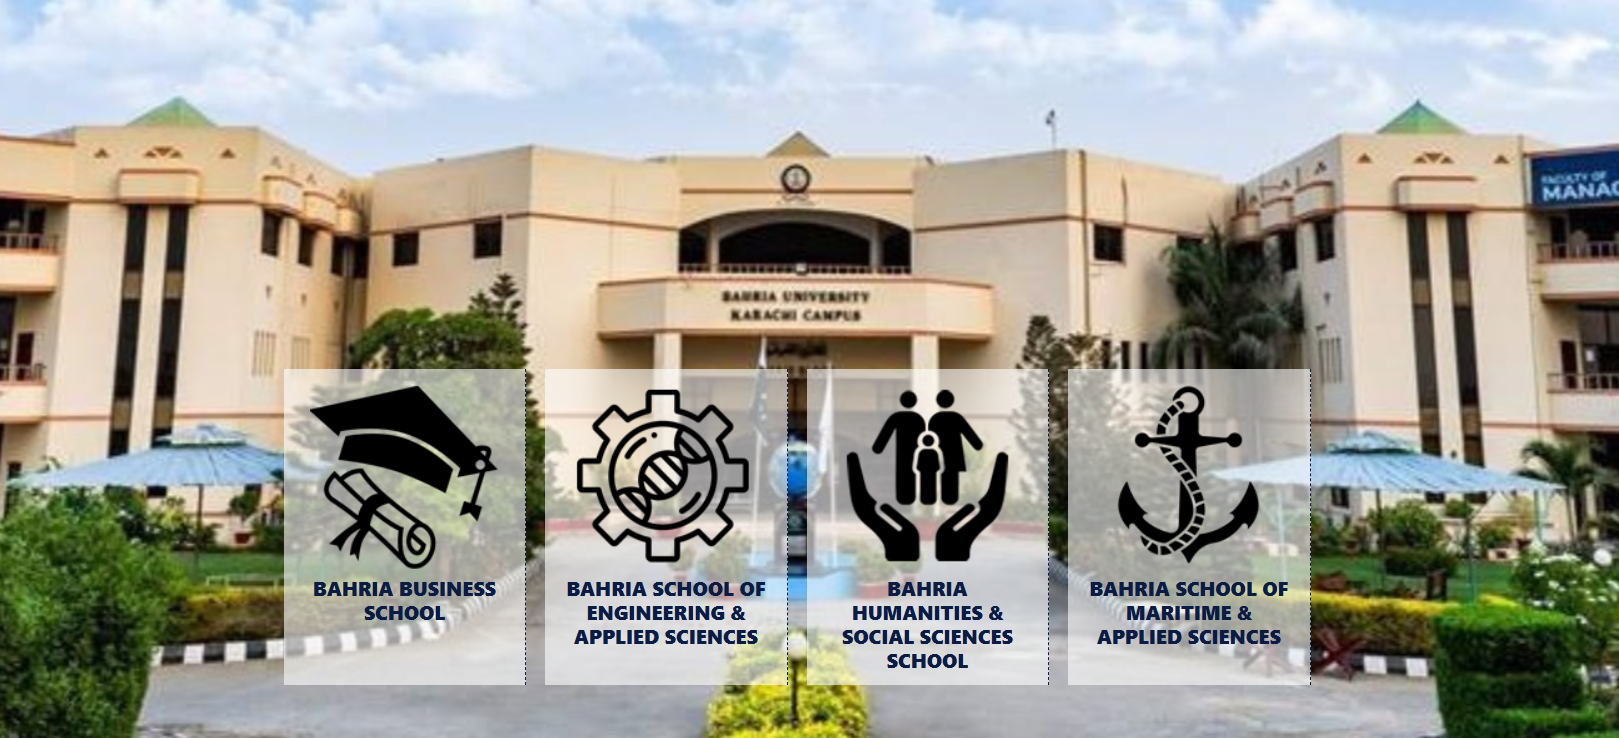 FACULTY OF
MANAG
BAHRIA UNIVERSITY
KARACHI CAMPUS
BAHRIA BUSINESS
SCHOOL
BAHRIA SCHOOL OF
ENGINEERING &
APPLIED SCIENCES
BAHRIA
HUMANITIES &
SOCIAL SCIENCES
SCHOOL
BAHRIA SCHOOL OF
MARITIME &
APPLIED SCIENCES